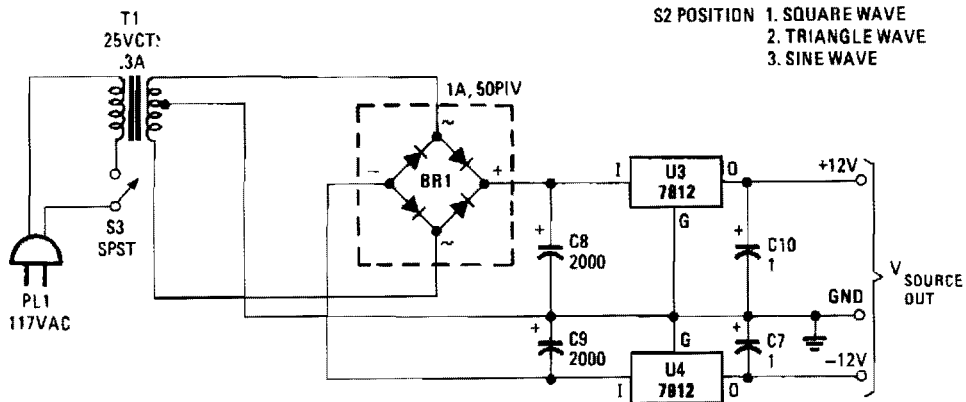 T1
25VCT;
.3A
S2 POSITION 1. SQUARE WAVE
2. TRIANGLE WAVE
3. SINE WAVE
1A, 50PIV
~
-
BR1
+
~
I
U3
7812
O
G
+12V
S3
SPST
PL1
117VAC
+
C8
2000
+
C10
1
V SOURCE
OUT
GND
+
C9
2000
G
+
C7
1
I
U4
7812
O
-12V